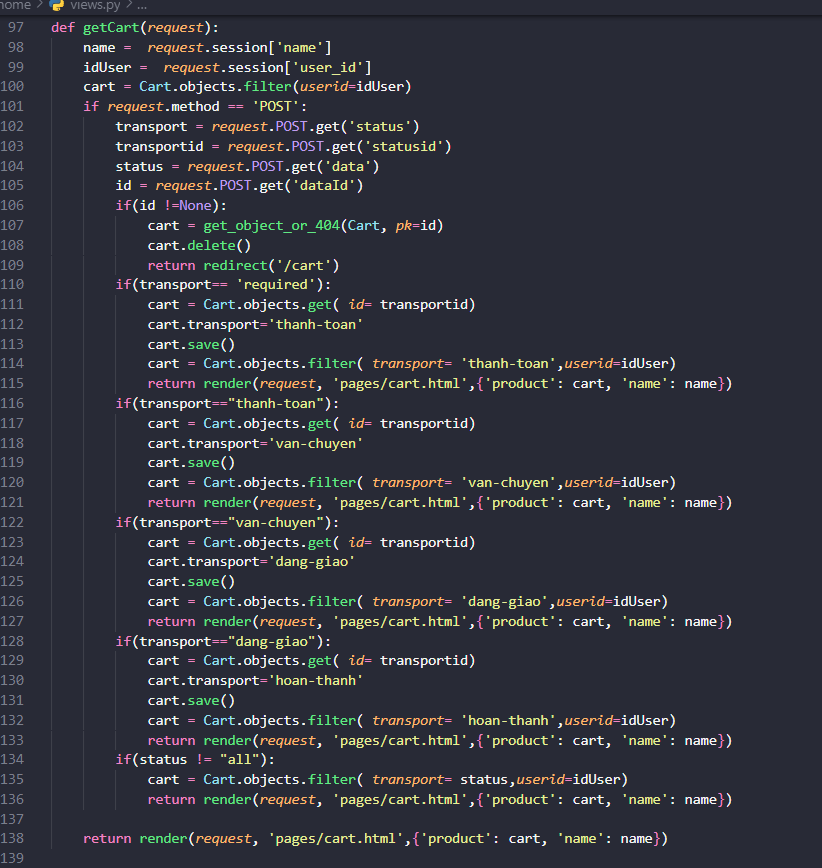 home > views.py > ...
97 def getCart(request):
98 name =  request.session['name']
99 idUser =  request.session['user_id']
100 cart = Cart.objects.filter(userid=idUser)
101 if request.method == 'POST':
102 transport = request.POST.get('status')
103 transportid = request.POST.get('statusid')
104 status = request.POST.get('data')
105 id = request.POST.get('dataId')
106 if(id !=None):
107 cart = get_object_or_404(Cart, pk=id)
108 cart.delete()
109 return redirect('/cart')
110 if(transport== 'required'):
111 cart = Cart.objects.get( id= transportid)
112 cart.transport='thanh-toan'
113 cart.save()
114 cart = Cart.objects.filter( transport= 'thanh-toan',userid=idUser)
115 return render(request, 'pages/cart.html',{'product': cart, 'name': name})
116 if(transport=="thanh-toan"):
117 cart = Cart.objects.get( id= transportid)
118 cart.transport='van-chuyen'
119 cart.save()
120 cart = Cart.objects.filter( transport= 'van-chuyen',userid=idUser)
121 return render(request, 'pages/cart.html',{'product': cart, 'name': name})
122 if(transport=="van-chuyen"):
123 cart = Cart.objects.get( id= transportid)
124 cart.transport='dang-giao'
125 cart.save()
126 cart = Cart.objects.filter( transport= 'dang-giao',userid=idUser)
127 return render(request, 'pages/cart.html',{'product': cart, 'name': name})
128 if(transport=="dang-giao"):
129 cart = Cart.objects.get( id= transportid)
130 cart.transport='hoan-thanh'
131 cart.save()
132 cart = Cart.objects.filter( transport= 'hoan-thanh',userid=idUser)
133 return render(request, 'pages/cart.html',{'product': cart, 'name': name})
134 if(status != "all"):
135 cart = Cart.objects.filter( transport= status,userid=idUser)
136 return render(request, 'pages/cart.html',{'product': cart, 'name': name})
137
138 return render(request, 'pages/cart.html',{'product': cart, 'name': name})
139